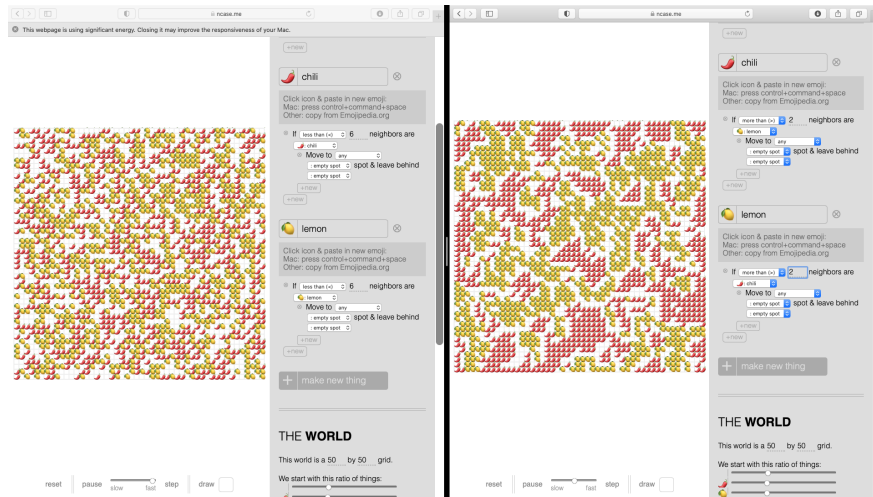 ncase.me
This webpage is using significant energy. Closing it may improve the responsiveness of your Mac.
+new
chili
Click icon & paste in new emoji:
Mac: press control+command+space
Other: copy from Emojipedia.org
If less than (<) 6 neighbors are
: chili
Move to any
: empty spot spot & leave behind
: empty spot
+new
+new
lemon
Click icon & paste in new emoji:
Mac: press control+command+space
Other: copy from Emojipedia.org
If less than (<) 6 neighbors are
: lemon
Move to any
: empty spot spot & leave behind
: empty spot
+new
+new
+ make new thing
THE WORLD
This world is a 50 by 50 grid.
We start with this ratio of things:
reset pause slow fast step draw
ncase.me
+new
chili
Click icon & paste in new emoji:
Mac: press control+command+space
Other: copy from Emojipedia.org
If more than (>) 2 neighbors are
: lemon
Move to any
: empty spot spot & leave behind
: empty spot
+new
+new
lemon
Click icon & paste in new emoji:
Mac: press control+command+space
Other: copy from Emojipedia.org
If more than (>) 2 neighbors are
: chili
Move to any
: empty spot spot & leave behind
: empty spot
+new
+new
+ make new thing
THE WORLD
This world is a 50 by 50 grid.
We start with this ratio of things:
reset pause slow fast step draw